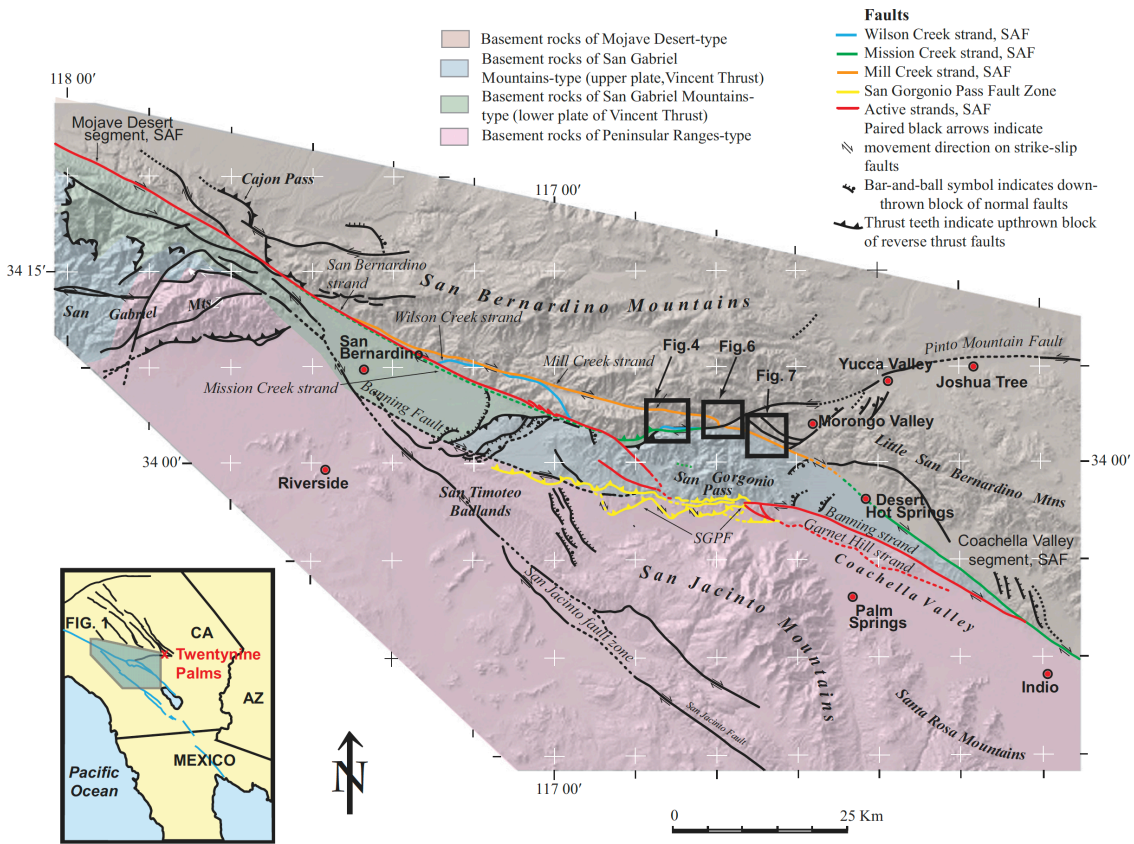 Faults
Wilson Creek strand, SAF
Mission Creek strand, SAF
Mill Creek strand, SAF
San Gorgonio Pass Fault Zone
Active strands, SAF
Paired black arrows indicate
movement direction on strike-slip
faults
Bar-and-ball symbol indicates down-
thrown block of normal faults
Thrust teeth indicate upthrown block
of reverse thrust faults
Basement rocks of Mojave Desert-type
Basement rocks of San Gabriel
Mountains-type (upper plate,Vincent Thrust)
Basement rocks of San Gabriel Mountains-
type (lower plate of Vincent Thrust)
Basement rocks of Peninsular Ranges-type
118 00′
Mojave Desert
segment, SAF
Cajon Pass
117 00′
34 15′
San Bernardino
strand
San Bernardino Mountains
San Gabriel Mts.
Wilson Creek strand
San
Bernardino
Mill Creek strand
Fig.4
Fig.6
Fig. 7
Pinto Mountain Fault
Yucca Valley
Joshua Tree
Mission Creek strand
Banning Fault
Morongo Valley
Little San Bernardino Mtns
34 00′
34 00′
Riverside
San Gorgonio
Pass
San Timoteo
Badlands
Desert
Hot Springs
SGPF
Banning strand
Garnet Hill strand
Coachella Valley
segment, SAF
Coachella Valley
San Jacinto Mountains
San Jacinto fault zone
Palm
Springs
Indio
San Jacinto Fault
Santa Rosa Mountains
FIG. 1
CA
Twentynine
Palms
AZ
MEXICO
Pacific
Ocean
N
117 00′
0 25 Km